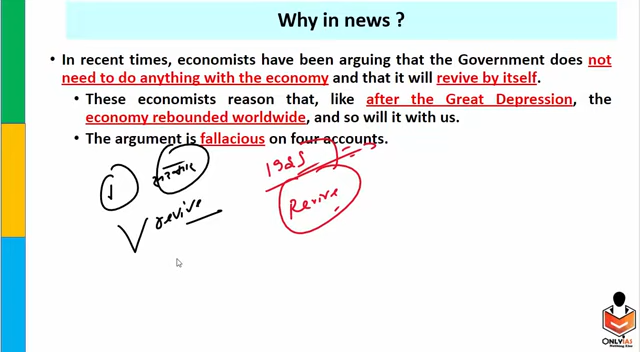 Why in news ?
• In recent times, economists have been arguing that the Government does not
need to do anything with the economy and that it will revive by itself.
• These economists reason that, like after the Great Depression, the
economy rebounded worldwide, and so will it with us.
• The argument is fallacious on four accounts.
1
revive
Revive
ONLYIAS